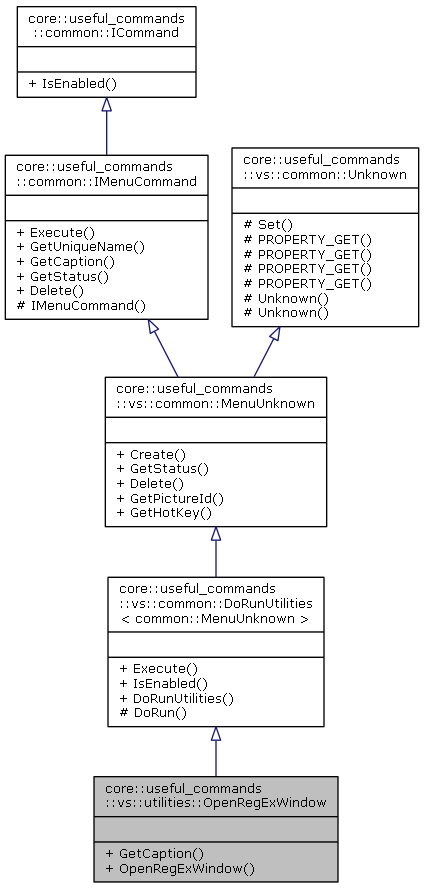 core::useful_commands
::common::ICommand
+ IsEnabled()
core::useful_commands
::common::IMenuCommand
+ Execute()
+ GetUniqueName()
+ GetCaption()
+ GetStatus()
+ Delete()
# IMenuCommand()
core::useful_commands
::vs::common::Unknown
# Set()
# PROPERTY_GET()
# PROPERTY_GET()
# PROPERTY_GET()
# PROPERTY_GET()
# Unknown()
# Unknown()
core::useful_commands
::vs::common::MenuUnknown
+ Create()
+ GetStatus()
+ Delete()
+ GetPictureId()
+ GetHotKey()
core::useful_commands
::vs::common::DoRunUtilities
< common::MenuUnknown >
+ Execute()
+ IsEnabled()
+ DoRunUtilities()
# DoRun()
core::useful_commands
::vs::utilities::OpenRegExWindow
+ GetCaption()
+ OpenRegExWindow()